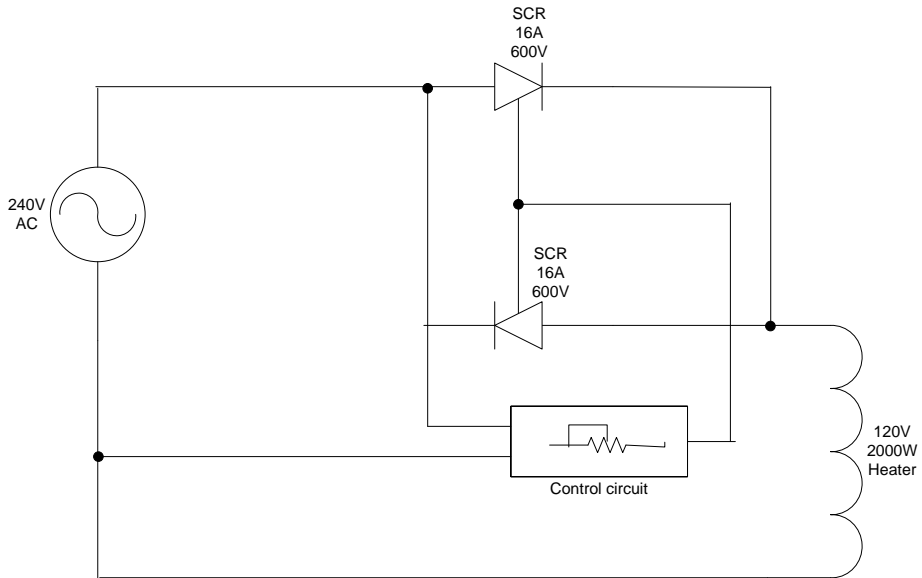 SCR
16A
600V
240V
AC
SCR
16A
600V
120V
2000W
Heater
Control circuit